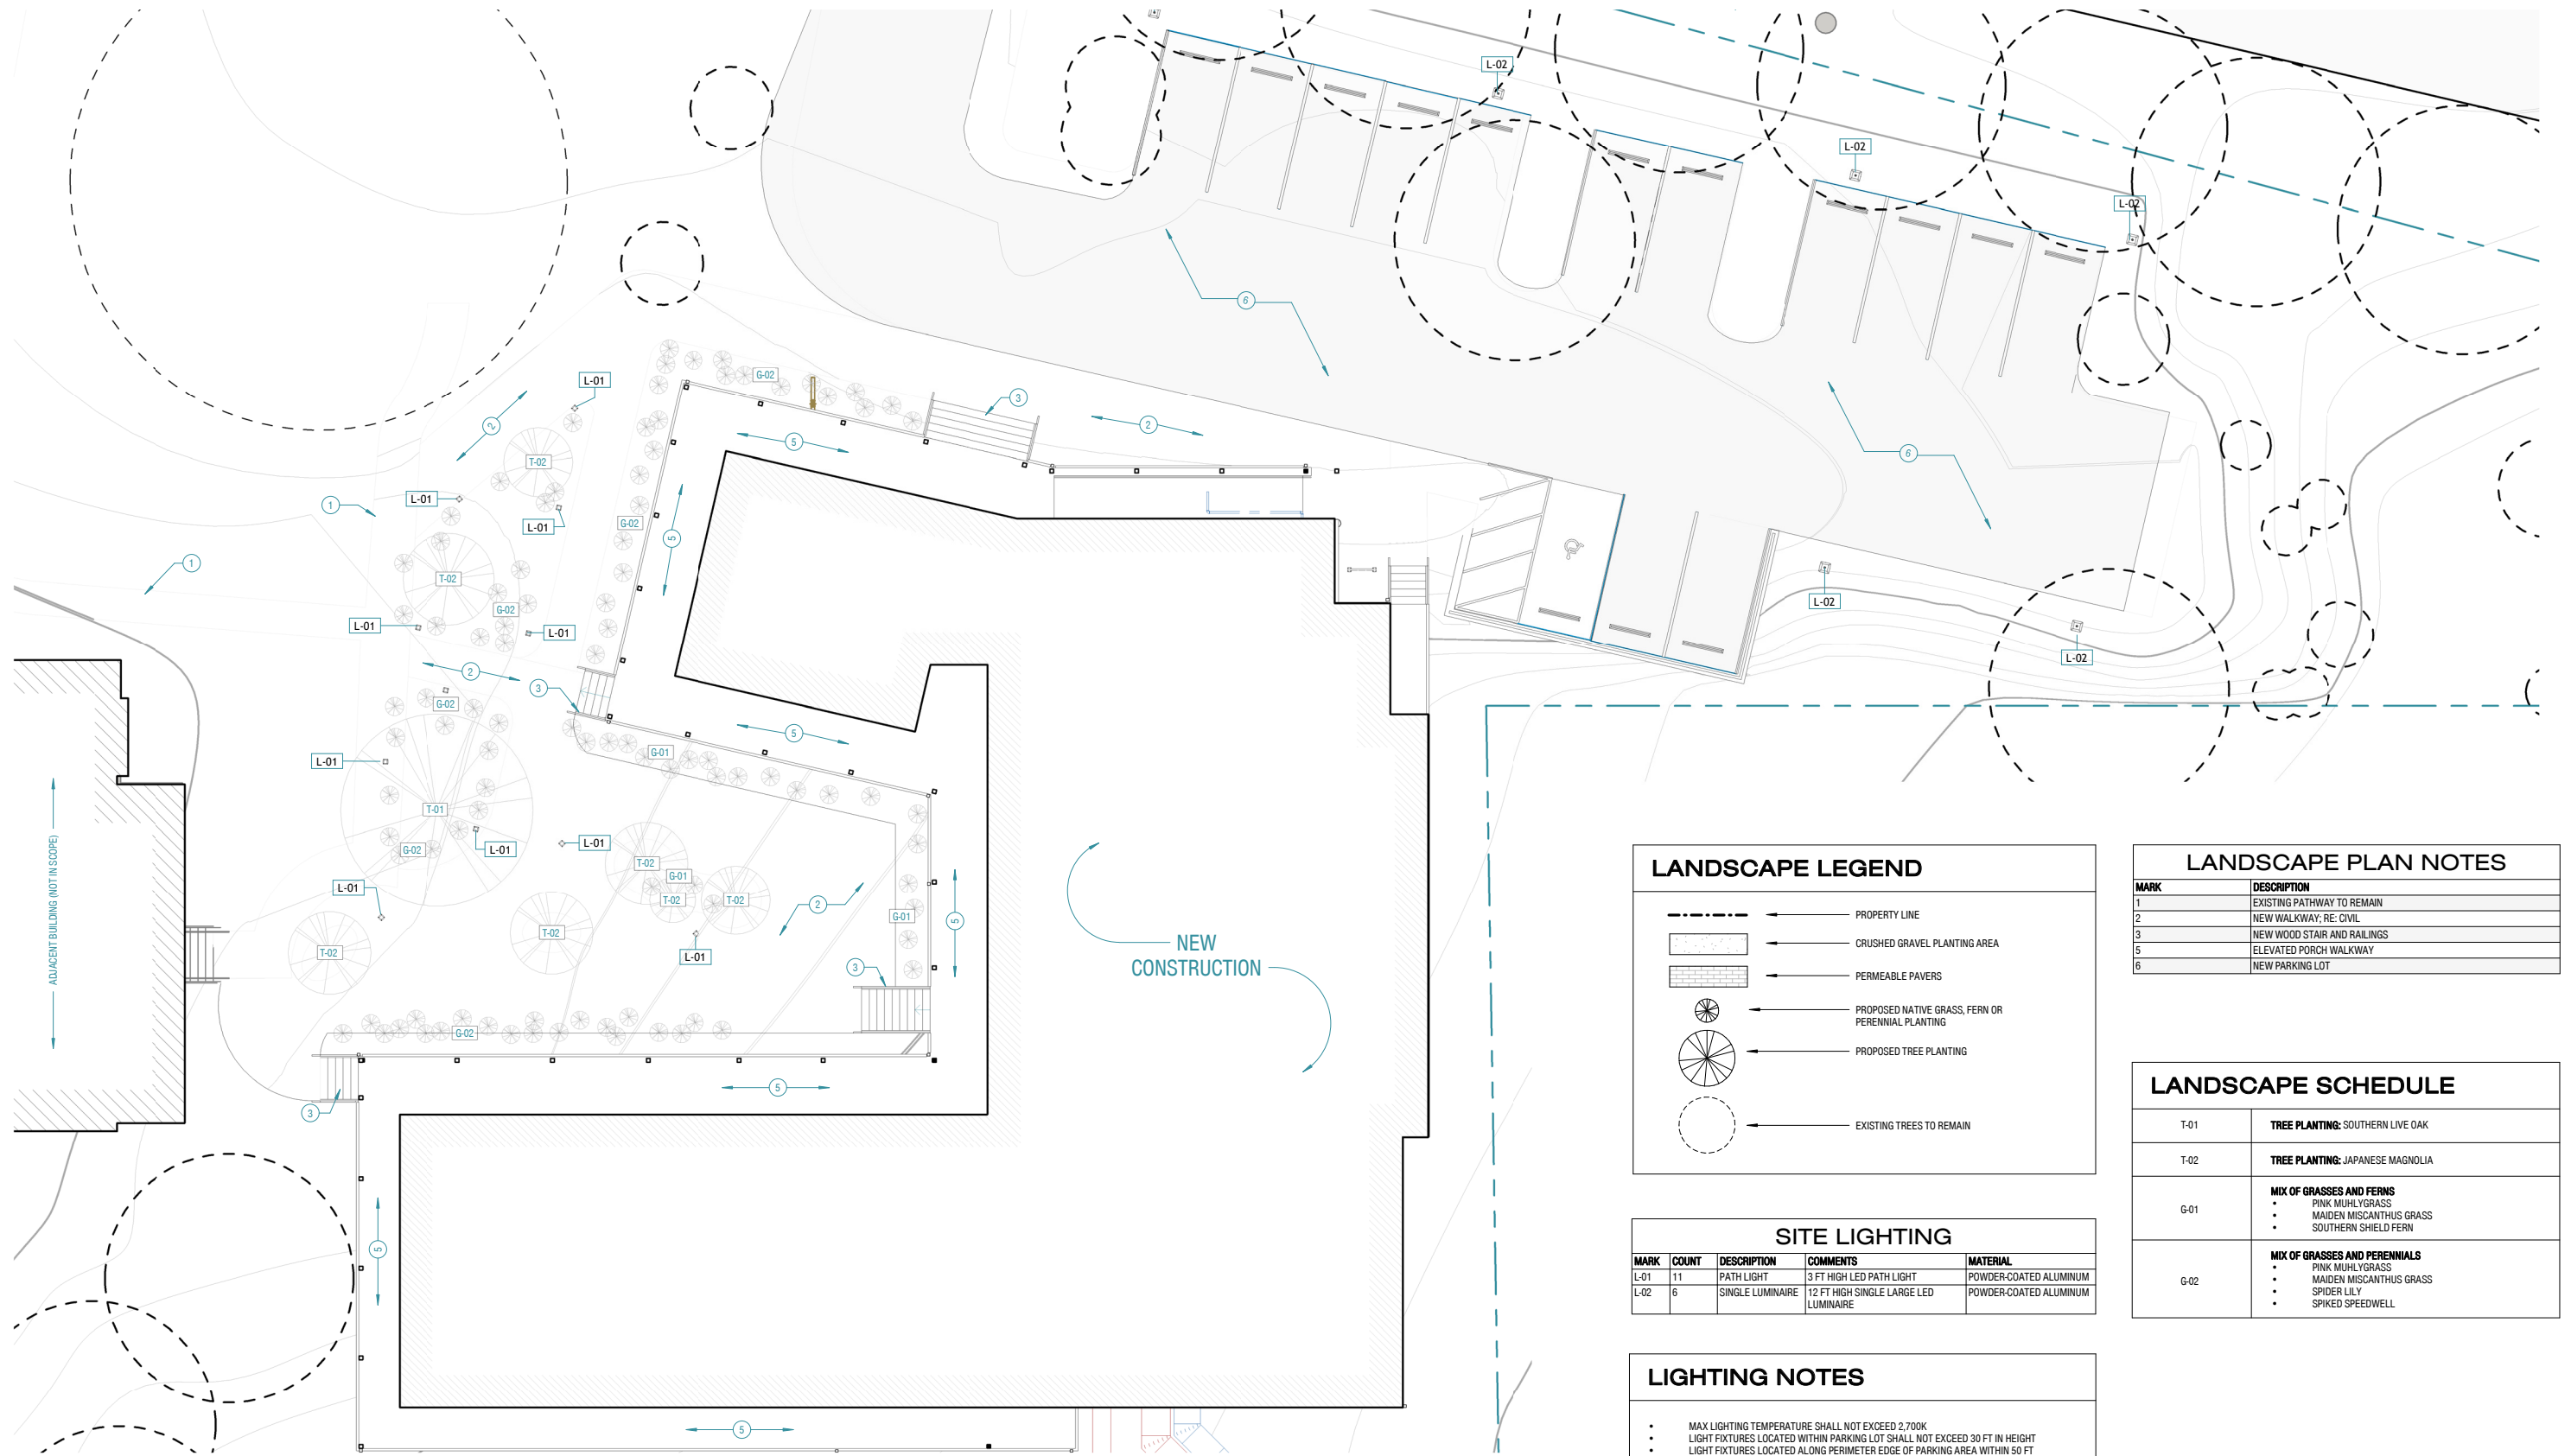 L-02
L-02
L-02
6
L-01
G-02
3
2
2
5
6
T-02
L-01
1
L-01
G-02
5
1
T-02
L-02
G-02
L-01
L-01
L-02
2
3
G-02
5
G-01
L-01
T-01
L-01
L-01
G-02
T-02
G-01
L-01
T-02
T-02
2
G-01
5
T-02
T-02
L-01
3
G-02
5
3
5
5
ADJACENT BUILDING (NOT IN SCOPE)
NEW
CONSTRUCTION
LANDSCAPE LEGEND
PROPERTY LINE
CRUSHED GRAVEL PLANTING AREA
PERMEABLE PAVERS
PROPOSED NATIVE GRASS, FERN OR
PERENNIAL PLANTING
PROPOSED TREE PLANTING
EXISTING TREES TO REMAIN
LANDSCAPE PLAN NOTES
MARK DESCRIPTION
1 EXISTING PATHWAY TO REMAIN
2 NEW WALKWAY; RE: CIVIL
3 NEW WOOD STAIR AND RAILINGS
5 ELEVATED PORCH WALKWAY
6 NEW PARKING LOT
LANDSCAPE SCHEDULE
T-01 TREE PLANTING: SOUTHERN LIVE OAK
T-02 TREE PLANTING: JAPANESE MAGNOLIA
G-01
MIX OF GRASSES AND FERNS
• PINK MUHLYGRASS
• MAIDEN MISCANTHUS GRASS
• SOUTHERN SHIELD FERN
G-02
MIX OF GRASSES AND PERENNIALS
• PINK MUHLYGRASS
• MAIDEN MISCANTHUS GRASS
• SPIDER LILY
• SPIKED SPEEDWELL
SITE LIGHTING
MARK COUNT DESCRIPTION COMMENTS MATERIAL
L-01 11 PATH LIGHT 3 FT HIGH LED PATH LIGHT POWDER-COATED ALUMINUM
L-02 6 SINGLE LUMINAIRE 12 FT HIGH SINGLE LARGE LED POWDER-COATED ALUMINUM
LUMINAIRE
LIGHTING NOTES
• MAX LIGHTING TEMPERATURE SHALL NOT EXCEED 2,700K
• LIGHT FIXTURES LOCATED WITHIN PARKING LOT SHALL NOT EXCEED 30 FT IN HEIGHT
• LIGHT FIXTURES LOCATED ALONG PERIMETER EDGE OF PARKING AREA WITHIN 50 FT